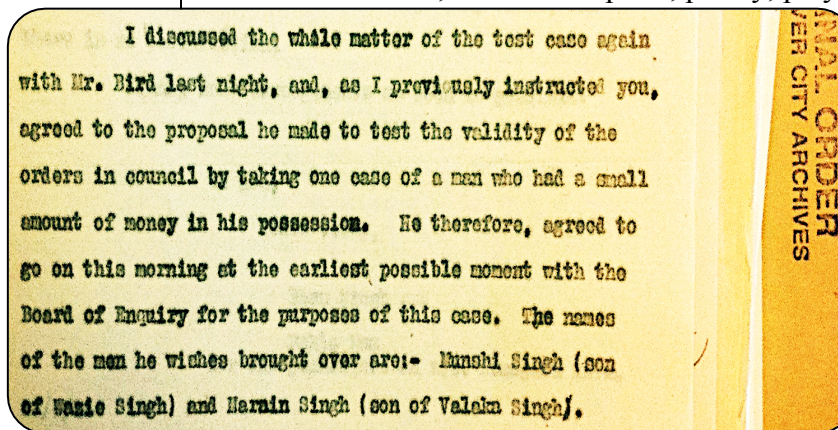 I discussed the whole matter of the test case again
with Mr. Bird last night, and, as I previously instructed you,
agreed to the proposal he made to test the validity of the
orders in council by taking one case of a man who had a small
amount of money in his possession. He therefore, agreed to
go on this morning at the earliest possible moment with the
Board of Enquiry for the purposes of this case. The names
of the men he wishes brought over are:- Munshi Singh (son
of Singh) and Narain Singh (son of Singh).
ORDER
VER CITY ARCHIVES